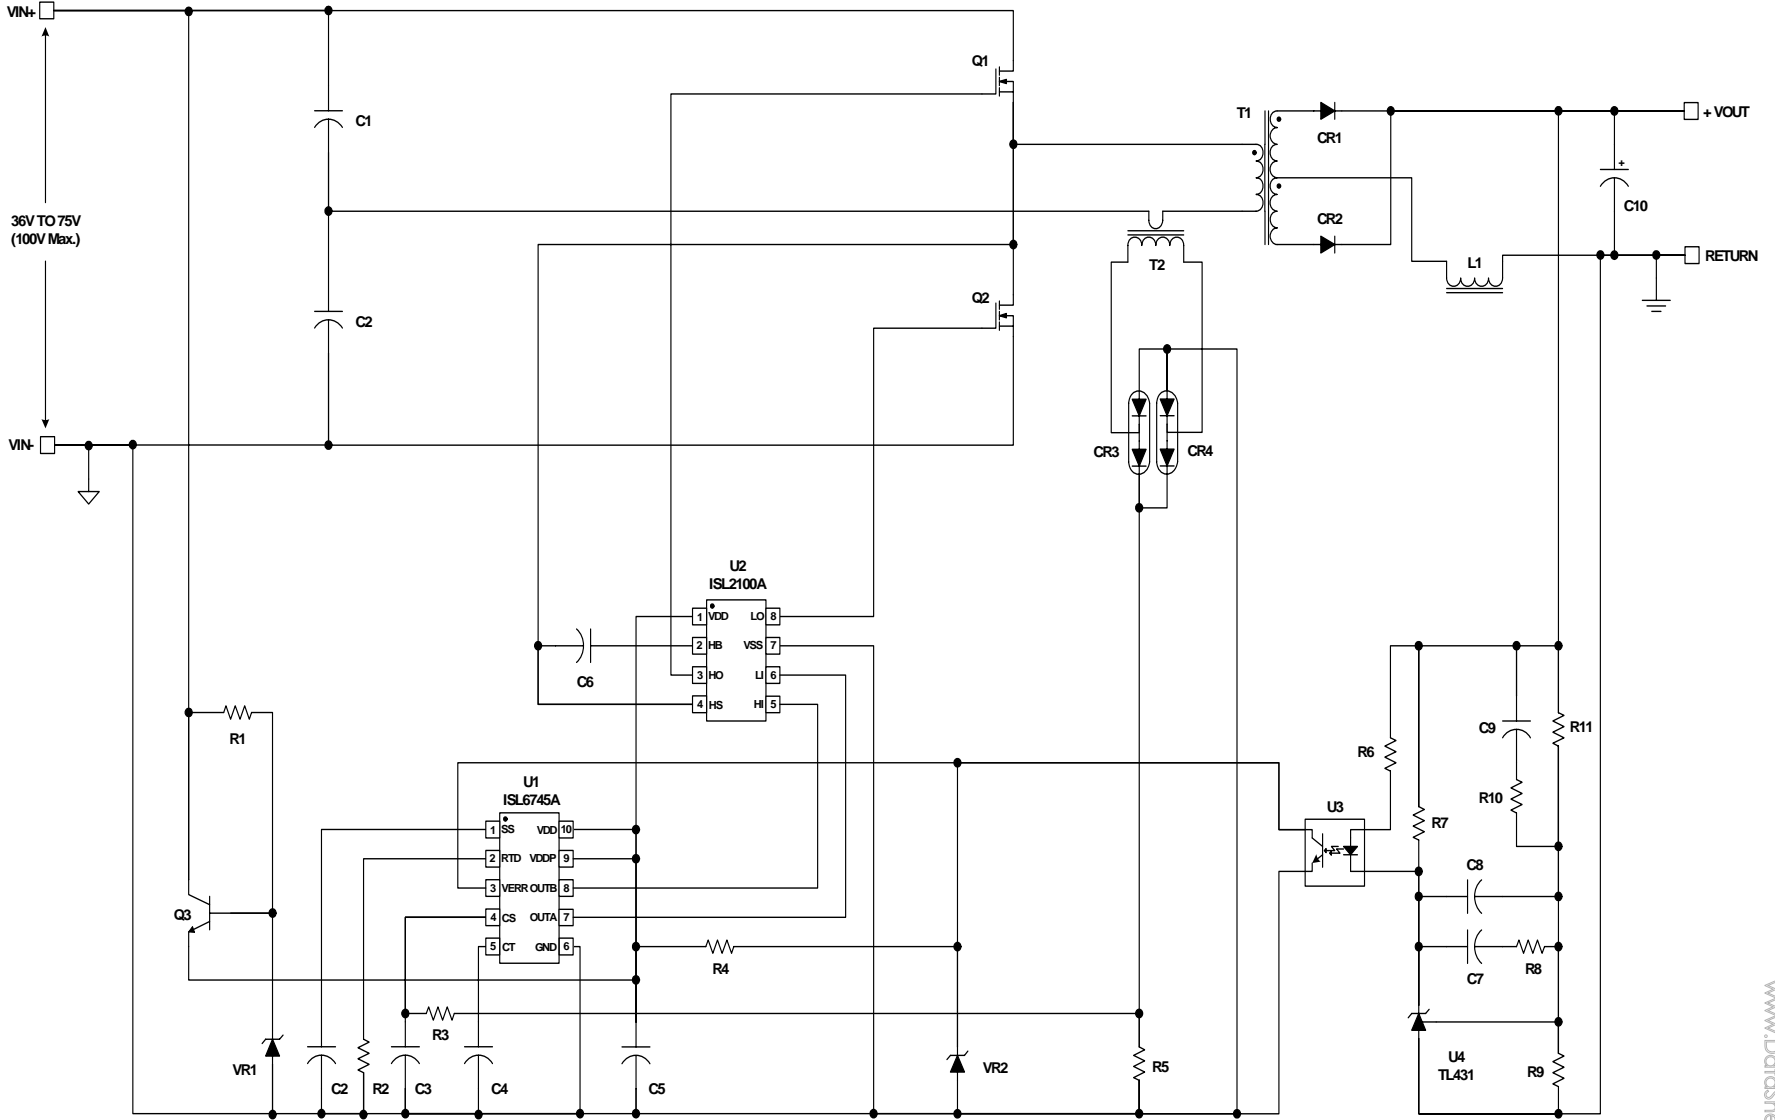 VIN+
Q1
T1
CR1
+ VOUT
C1
+
C10
36V TO 75V
(100V Max.)
CR2
RETURN
T2
L1
Q2
C2
VIN-
CR3
CR4
U2
ISL2100A
1 VDD LO 8
2 HB VSS 7
3 HO LI 6
4 HS HI 5
C6
R1
C9
R11
R6
U1
ISL6745A
R10
U3
R7
1 SS VDD 10
2 RTD VDDP 9
3 VERR OUTB 8
4 CS OUTA 7
5 CT GND 6
C8
Q3
R4
C7
R8
R3
VR1
C2
R2
C3
C4
C5
VR2
R5
U4
TL431
R9